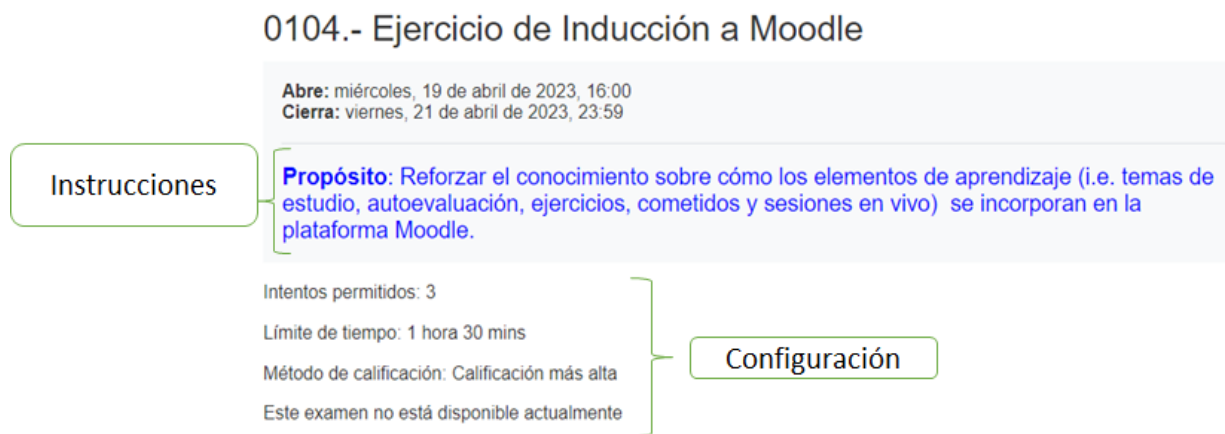 0104.- Ejercicio de Inducción a Moodle
Abre: miércoles, 19 de abril de 2023, 16:00
Cierra: viernes, 21 de abril de 2023, 23:59
Instrucciones
Propósito: Reforzar el conocimiento sobre cómo los elementos de aprendizaje (i.e. temas de
estudio, autoevaluación, ejercicios, cometidos y sesiones en vivo) se incorporan en la
plataforma Moodle.
Intentos permitidos: 3
Límite de tiempo: 1 hora 30 mins
Configuración
Método de calificación: Calificación más alta
Este examen no está disponible actualmente